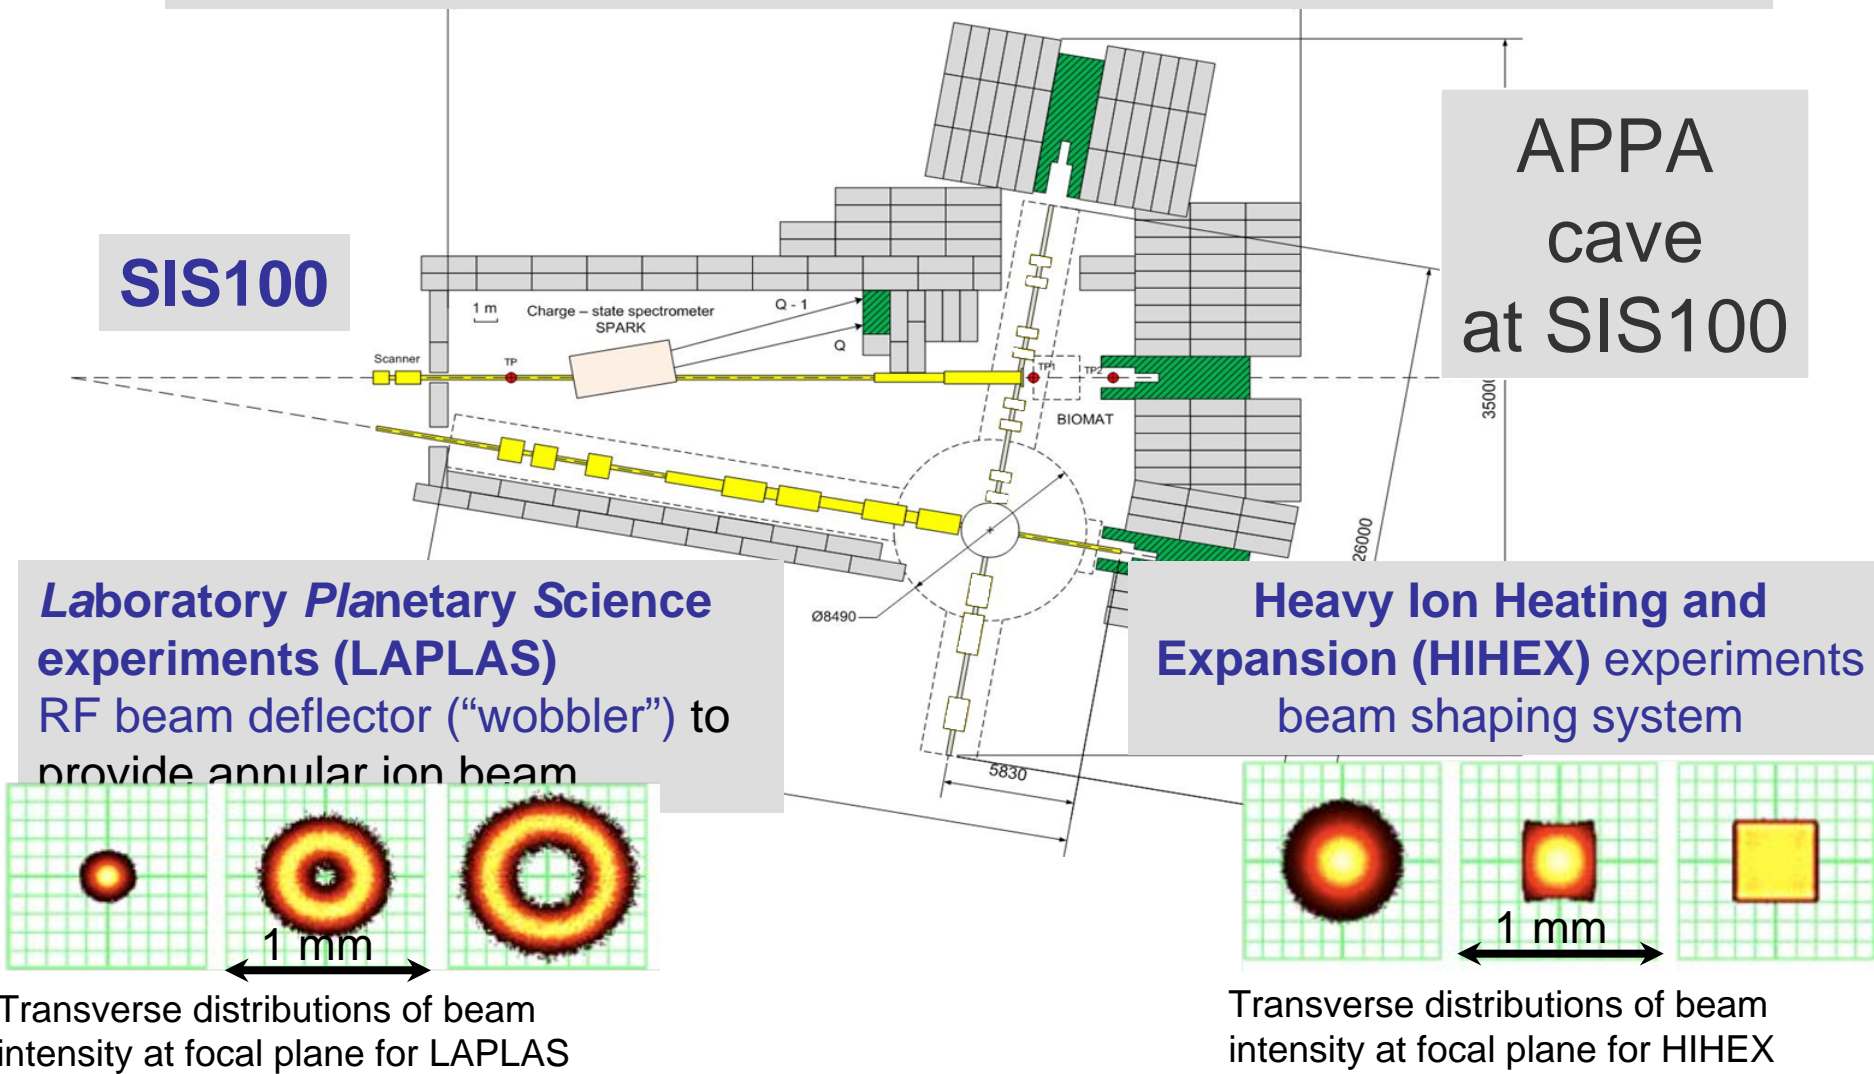 APPA
cave
at SIS100
SIS100
1 m
Charge – state spectrometer
SPARK
Q - 1
Q
Scanner
TP
TP1
TP2
BIOMAT
35000
26000
Ø8490
5830
Laboratory Planetary Science
experiments (LAPLAS)
RF beam deflector (“wobbler”) to
provide annular ion beam
Heavy Ion Heating and
Expansion (HIHEX) experiments
beam shaping system
1 mm
1 mm
Transverse distributions of beam
intensity at focal plane for LAPLAS
Transverse distributions of beam
intensity at focal plane for HIHEX